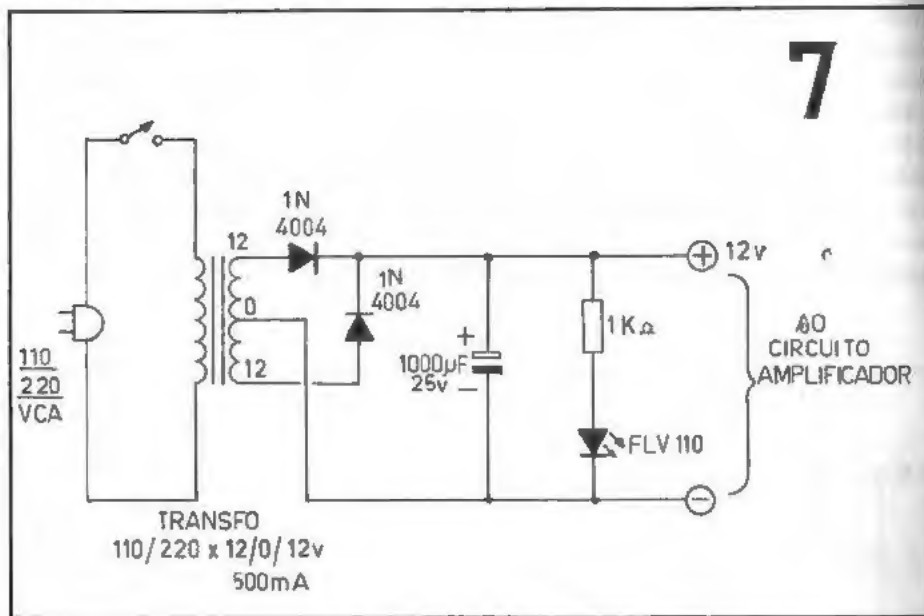 7
1N
4004
12
1N
4004
0
12
110
220
VCA
+
1000µF
25v
−
1KΩ
FLV 110
+ 12v
−
AO
CIRCUITO
AMPLIFICADOR
TRANSFO
110/220 x 12/0/12v
500mA